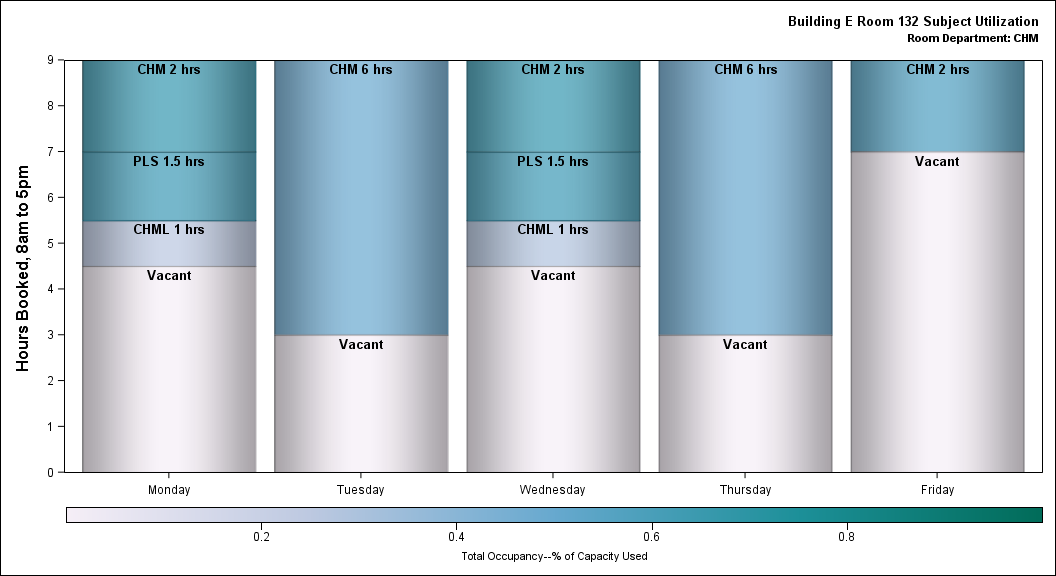 Building E Room 132 Subject Utilization
Room Department: CHM
Hours Booked, 8am to 5pm
9
8
7
6
5
4
3
2
1
0
CHM 2 hrs
PLS 1.5 hrs
CHML 1 hrs
Vacant
CHM 6 hrs
Vacant
CHM 2 hrs
PLS 1.5 hrs
CHML 1 hrs
Vacant
CHM 6 hrs
Vacant
CHM 2 hrs
Vacant
Monday
Tuesday
Wednesday
Thursday
Friday
0.2
0.4
0.6
0.8
Total Occupancy--% of Capacity Used